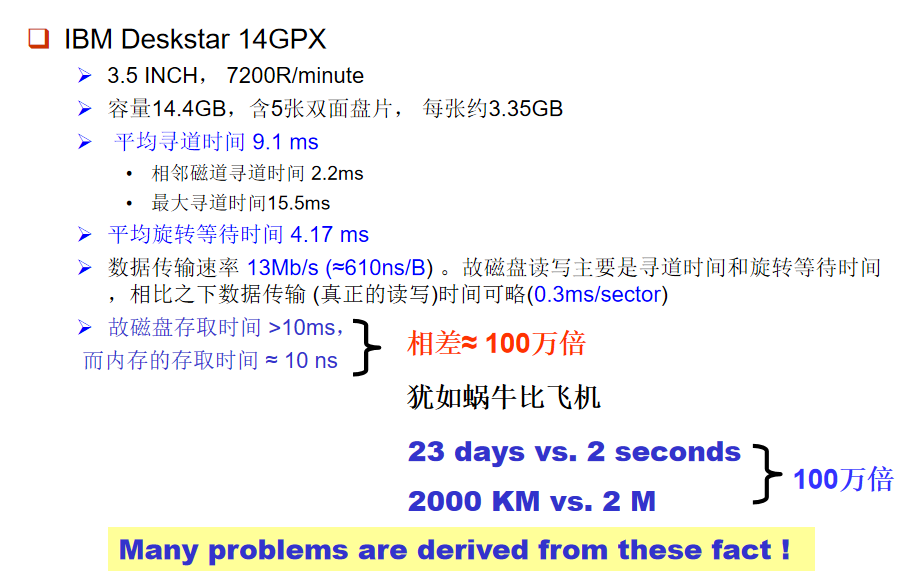 IBM Deskstar 14GPX
3.5 INCH， 7200R/minute
容量14.4GB，含5张双面盘片， 每张约3.35GB
平均寻道时间 9.1 ms
相邻磁道寻道时间 2.2ms
最大寻道时间15.5ms
平均旋转等待时间 4.17 ms
数据传输速率 13Mb/s (≈610ns/B) 。故磁盘读写主要是寻道时间和旋转等待时间
，相比之下数据传输 (真正的读写)时间可略(0.3ms/sector)
故磁盘存取时间 >10ms，
而内存的存取时间 ≈ 10 ns
相差≈ 100万倍
犹如蜗牛比飞机
23 days vs. 2 seconds
2000 KM vs. 2 M
100万倍
Many problems are derived from these fact !